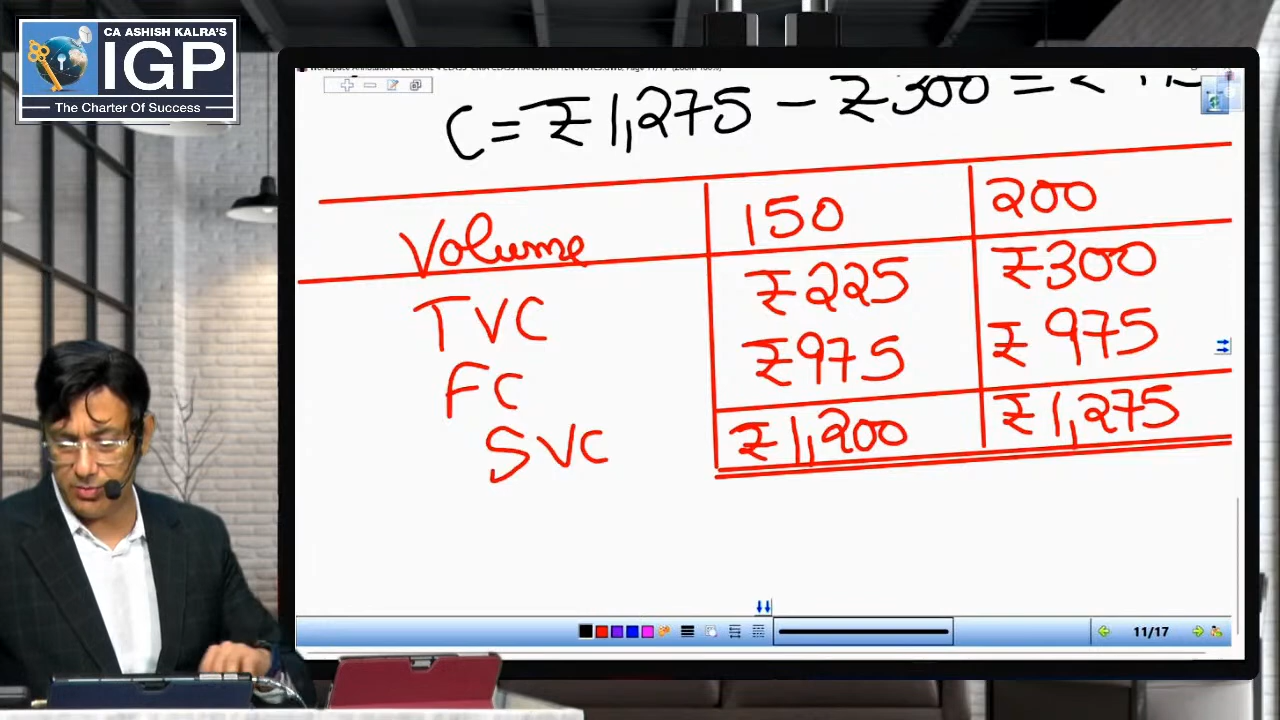 CA ASHISH KALRA'S
IGP
The Charter Of Success
C = ₹1,275 – ₹300 = ₹
Volume 150 200
TVC ₹225 ₹300
FC ₹975 ₹975
SVC ₹1,200 ₹1,275
11/17